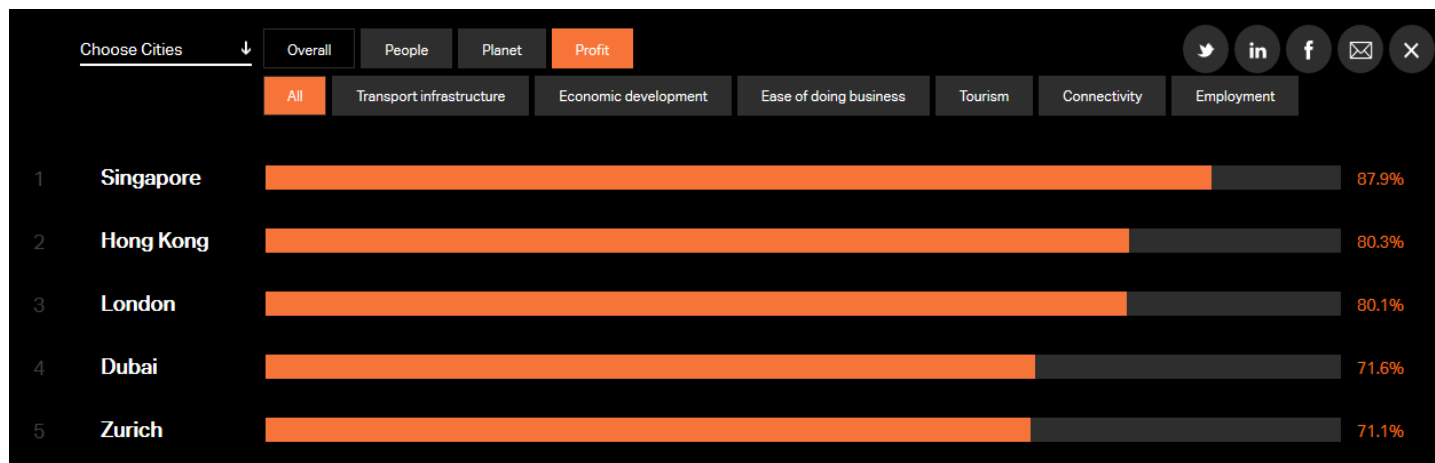 Choose Cities Overall People Planet Profit
All Transport infrastructure Economic development Ease of doing business Tourism Connectivity Employment
1 Singapore 87.9%
2 Hong Kong 80.3%
3 London 80.1%
4 Dubai 71.6%
5 Zurich 71.1%